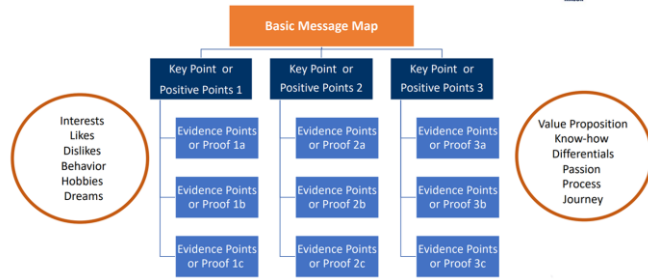 Basic Message Map
Key Point or
Positive Points 1
Key Point or
Positive Points 2
Key Point or
Positive Points 3
Interests
Likes
Dislikes
Behavior
Hobbies
Dreams
Evidence Points
or Proof 1a
Evidence Points
or Proof 2a
Evidence Points
or Proof 3a
Evidence Points
or Proof 1b
Evidence Points
or Proof 2b
Evidence Points
or Proof 3b
Evidence Points
or Proof 1c
Evidence Points
or Proof 2c
Evidence Points
or Proof 3c
Value Proposition
Know-how
Differentials
Passion
Process
Journey